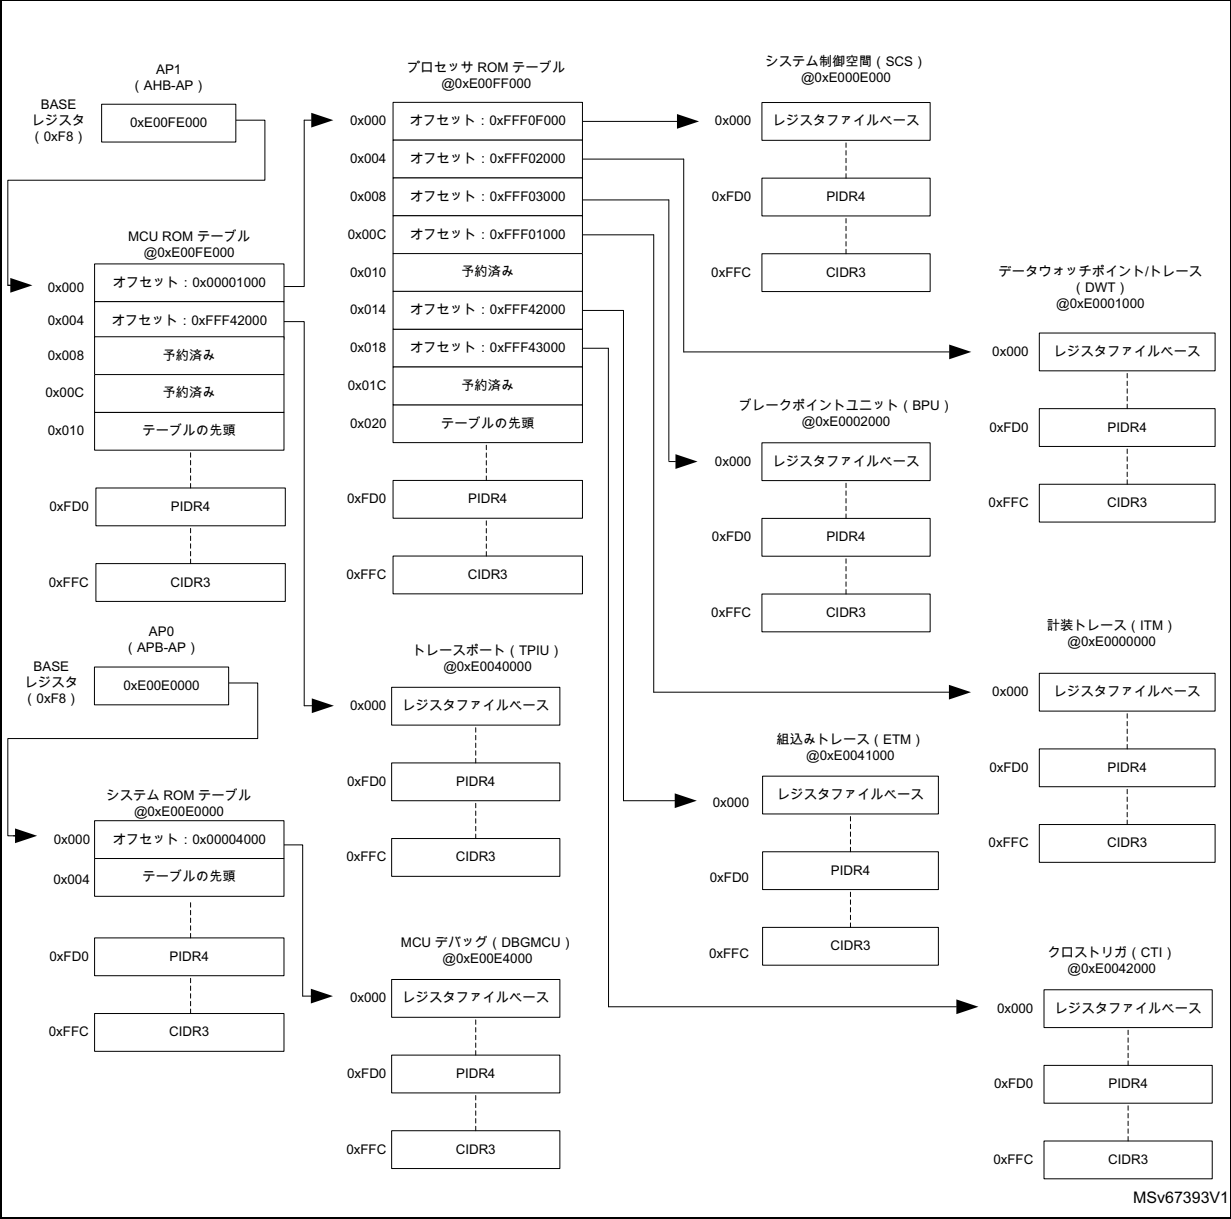 AP1
（ AHB-AP ）
BASE
レジスタ
（ 0xF8 ）
0xE00FE000
MCU ROM テーブル
@0xE00FE000
0x000
オフセット：0x00001000
0x004
オフセット：0xFFF42000
0x008
予約済み
0x00C
予約済み
0x010
テーブルの先頭
0xFD0
PIDR4
0xFFC
CIDR3
AP0
（ APB-AP ）
BASE
レジスタ
（ 0xF8 ）
0xE00E0000
システム ROM テーブル
@0xE00E0000
0x000
オフセット：0x00004000
0x004
テーブルの先頭
0xFD0
PIDR4
0xFFC
CIDR3
プロセッサ ROM テーブル
@0xE00FF000
0x000
オフセット：0xFFF0F000
0x004
オフセット：0xFFF02000
0x008
オフセット：0xFFF03000
0x00C
オフセット：0xFFF01000
0x010
予約済み
0x014
オフセット：0xFFF42000
0x018
オフセット：0xFFF43000
0x01C
予約済み
0x020
テーブルの先頭
0xFD0
PIDR4
0xFFC
CIDR3
トレースポート（ TPIU ）
@0xE0040000
0x000
レジスタファイルベース
0xFD0
PIDR4
0xFFC
CIDR3
MCU デバッグ（ DBGMCU ）
@0xE00E4000
0x000
レジスタファイルベース
0xFD0
PIDR4
0xFFC
CIDR3
システム制御空間（ SCS ）
@0xE000E000
0x000
レジスタファイルベース
0xFD0
PIDR4
0xFFC
CIDR3
ブレークポイントユニット（ BPU ）
@0xE0002000
0x000
レジスタファイルベース
0xFD0
PIDR4
0xFFC
CIDR3
組込みトレース（ ETM ）
@0xE0041000
0x000
レジスタファイルベース
0xFD0
PIDR4
0xFFC
CIDR3
データウォッチポイント/トレース
（ DWT ）
@0xE0001000
0x000
レジスタファイルベース
0xFD0
PIDR4
0xFFC
CIDR3
計装トレース（ ITM ）
@0xE0000000
0x000
レジスタファイルベース
0xFD0
PIDR4
0xFFC
CIDR3
クロストリガ（ CTI ）
@0xE0042000
0x000
レジスタファイルベース
0xFD0
PIDR4
0xFFC
CIDR3
MSv67393V1